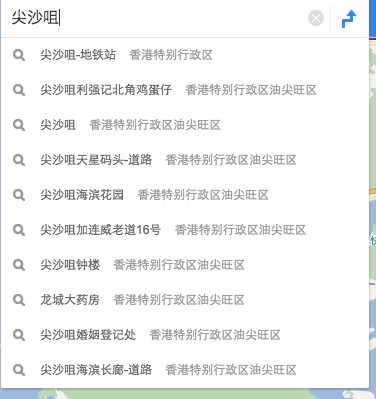 尖沙咀
尖沙咀-地铁站 香港特别行政区
尖沙咀利强记北角鸡蛋仔 香港特别行政区
尖沙咀 香港特别行政区油尖旺区
尖沙咀天星码头-道路 香港特别行政区油尖旺区
尖沙咀海滨花园 香港特别行政区油尖旺区
尖沙咀加连威老道16号 香港特别行政区油尖旺区
尖沙咀钟楼 香港特别行政区油尖旺区
龙城大药房 香港特别行政区油尖旺区
尖沙咀婚姻登记处 香港特别行政区油尖旺区
尖沙咀海滨长廊-道路 香港特别行政区油尖旺区